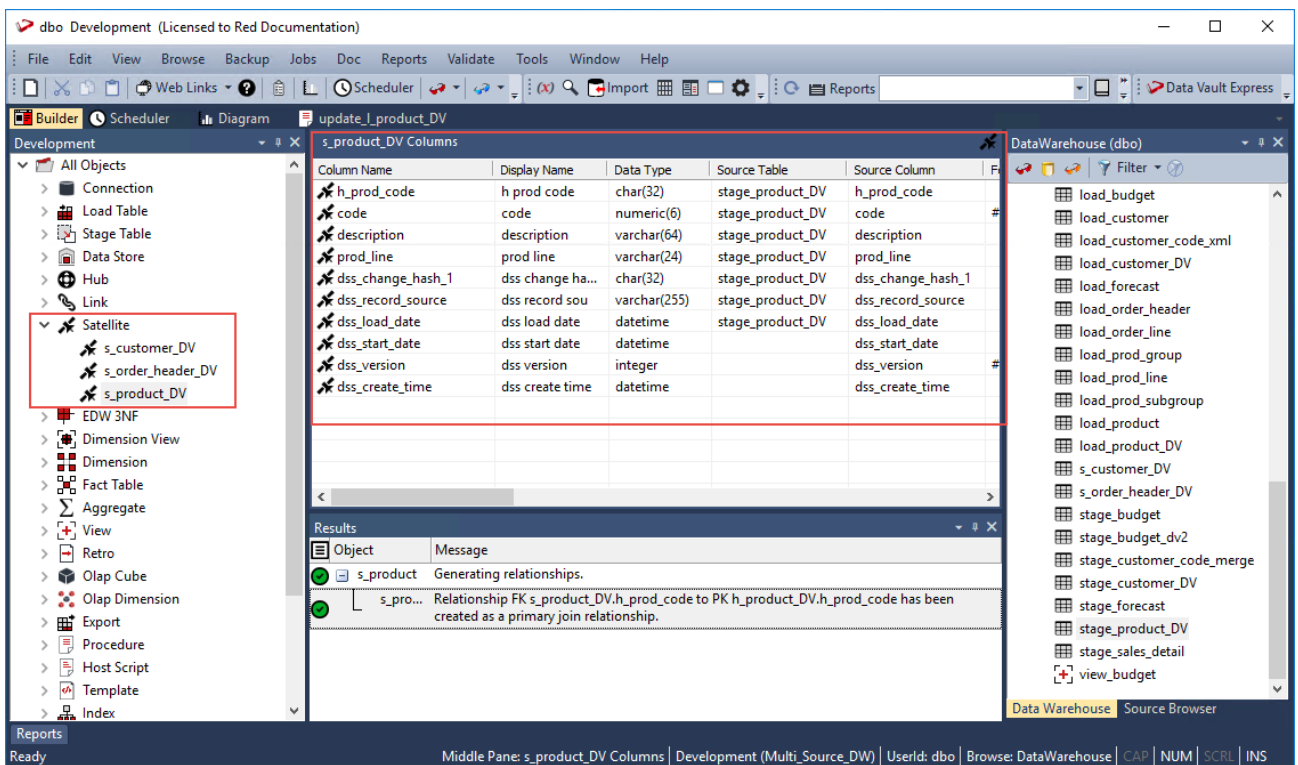 dbo Development (Licensed to Red Documentation)
File Edit View Browse Backup Jobs Doc Reports Validate Tools Window Help
Web Links Scheduler (x) Import Reports Data Vault Express
Builder Scheduler Diagram update_l_product_DV
Development
All Objects
Connection
Load Table
Stage Table
Data Store
Hub
Link
Satellite
s_customer_DV
s_order_header_DV
s_product_DV
EDW 3NF
Dimension View
Dimension
Fact Table
Aggregate
View
Retro
Olap Cube
Olap Dimension
Export
Procedure
Host Script
Template
Index
s_product_DV Columns
Column Name Display Name Data Type Source Table Source Column
h_prod_code h prod code char(32) stage_product_DV h_prod_code
code code numeric(6) stage_product_DV code #
description description varchar(64) stage_product_DV description
prod_line prod line varchar(24) stage_product_DV prod_line
dss_change_hash_1 dss change ha... char(32) stage_product_DV dss_change_hash_1
dss_record_source dss record sou varchar(255) stage_product_DV dss_record_source
dss_load_date dss load date datetime stage_product_DV dss_load_date
dss_start_date dss start date datetime dss_start_date
dss_version dss version integer dss_version #
dss_create_time dss create time datetime dss_create_time
Results
Object Message
s_product Generating relationships.
s_pro... Relationship FK s_product_DV.h_prod_code to PK h_product_DV.h_prod_code has been
created as a primary join relationship.
DataWarehouse (dbo)
Filter
load_budget
load_customer
load_customer_code_xml
load_customer_DV
load_forecast
load_order_header
load_order_line
load_prod_group
load_prod_line
load_prod_subgroup
load_product
load_product_DV
s_customer_DV
s_order_header_DV
stage_budget
stage_budget_dv2
stage_customer_code_merge
stage_customer_DV
stage_forecast
stage_product_DV
stage_sales_detail
view_budget
Data Warehouse Source Browser
Reports
Ready Middle Pane: s_product_DV Columns Development (Multi_Source_DW) UserId: dbo Browse: DataWarehouse CAP NUM SCRL INS